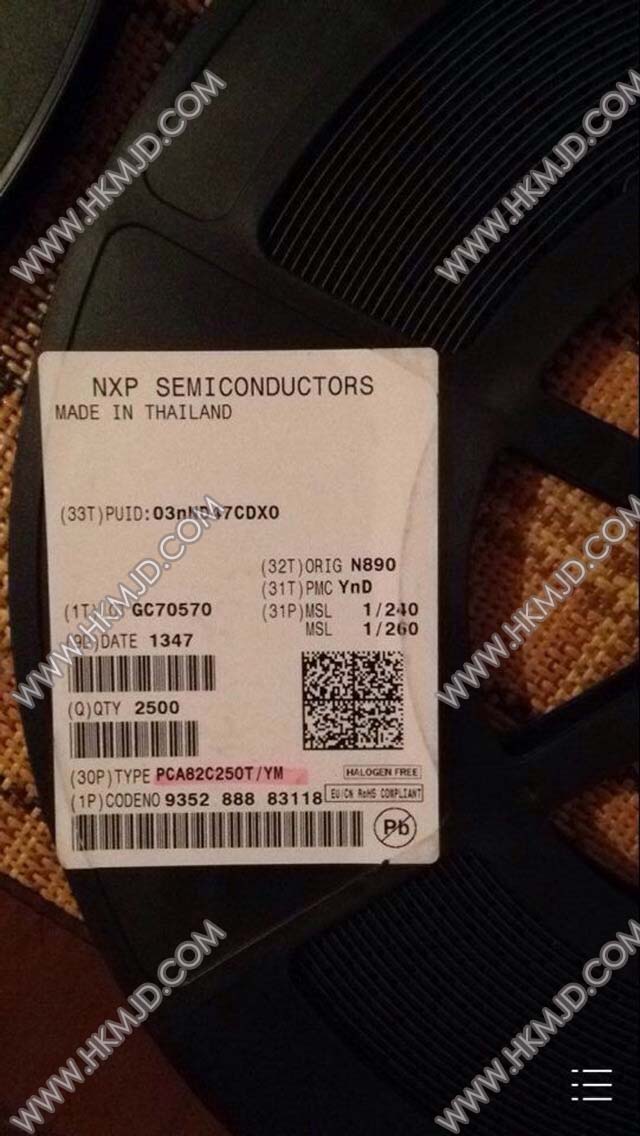 WWW.HKMJD.COM
WWW.HKMJD.COM
NXP SEMICONDUCTORS
MADE IN THAILAND
(33T)PUID:
(32T)ORIG N890
(31T)PMC YnD
GC70570
(31P)MSL 1/240
DATE 1347
MSL 1/260
(Q)QTY 2500
(30P)TYPE PCA82C250T/YM
HALOGEN FREE
(1P)CODENO 9352 888 83118
EU/CN RoHS COMPLIANT
Pb
WWW.HKMJD.COM
WWW.HKMJD.COM
WWW.HKMJD.COM
WWW.HKMJD.COM